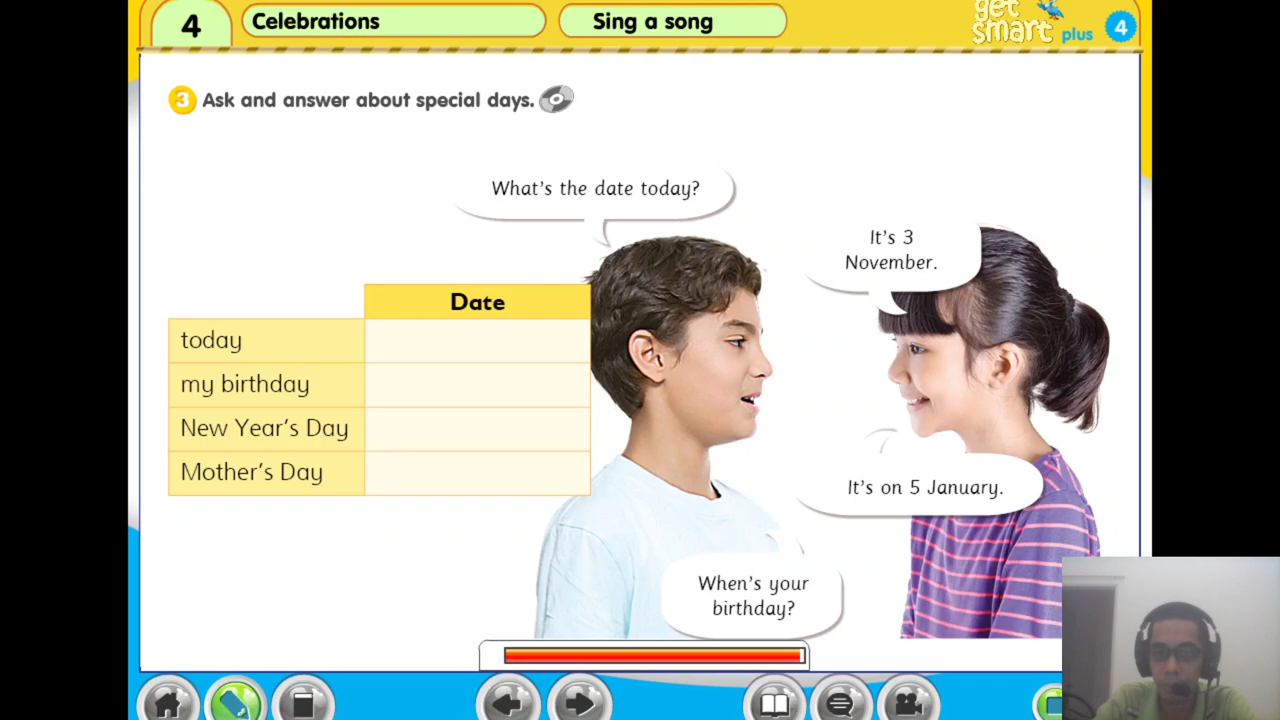 4
Celebrations
Sing a song
get
smart plus 4
3 Ask and answer about special days.
What's the date today?
It's 3
November.
Date
today
my birthday
New Year's Day
Mother's Day
It's on 5 January.
When's your
birthday?